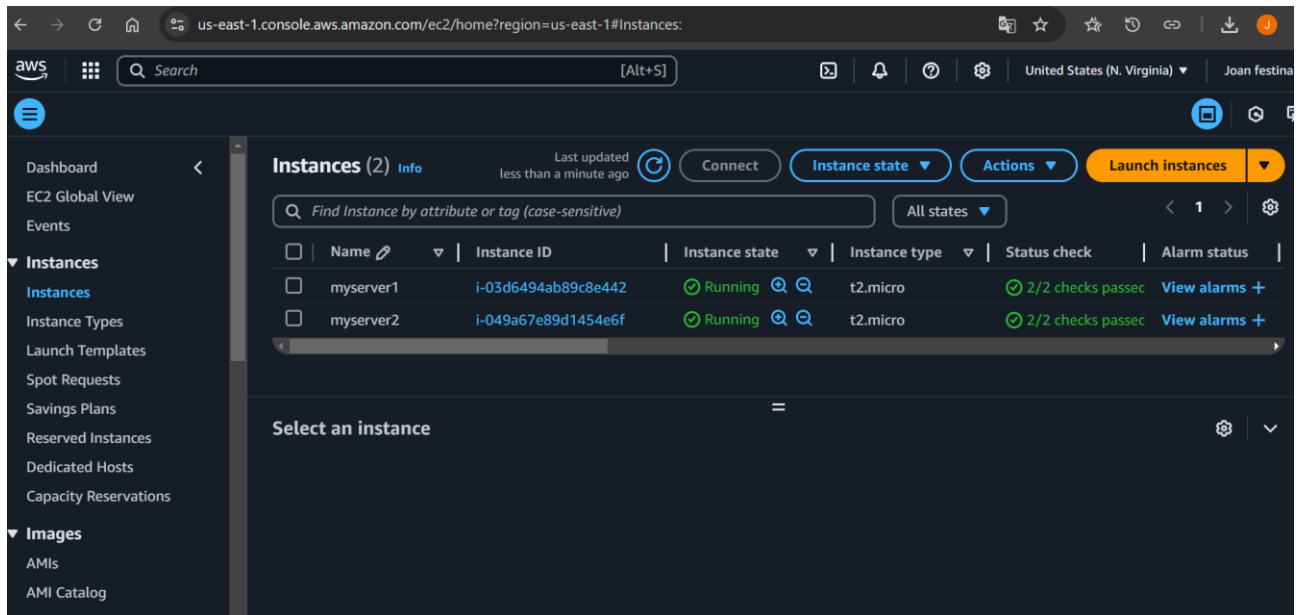 us-east-1.console.aws.amazon.com/ec2/home?region=us-east-1#Instances:
J
aws
Search [Alt+S]
United States (N. Virginia) ▼
Joan festina
Dashboard
EC2 Global View
Events
▼ Instances
Instances
Instance Types
Launch Templates
Spot Requests
Savings Plans
Reserved Instances
Dedicated Hosts
Capacity Reservations
▼ Images
AMIs
AMI Catalog
Instances (2) Info
Last updated
less than a minute ago
Connect
Instance state ▼
Actions ▼
Launch instances ▼
Find Instance by attribute or tag (case-sensitive)
All states ▼
< 1 >
Name Instance ID Instance state Instance type Status check Alarm status
myserver1 i-03d6494ab89c8e442 Running t2.micro 2/2 checks passec View alarms +
myserver2 i-049a67e89d1454e6f Running t2.micro 2/2 checks passec View alarms +
Select an instance